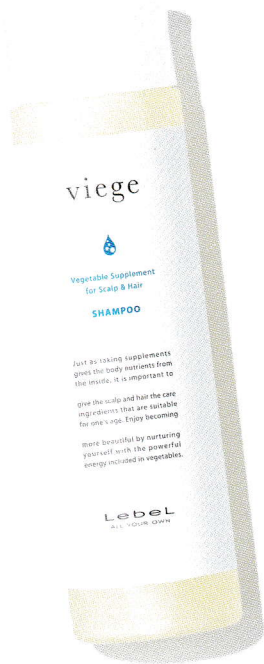 viege
Vegetable Supplement
for Scalp & Hair
SHAMPOO
Just as taking supplements
gives the body nutrients from
the inside, it is important to
give the scalp and hair the care
ingredients that are suitable
for one's age. Enjoy becoming
more beautiful by nurturing
yourself with the powerful
energy included in vegetables.
LebeL
ALL YOUR OWN